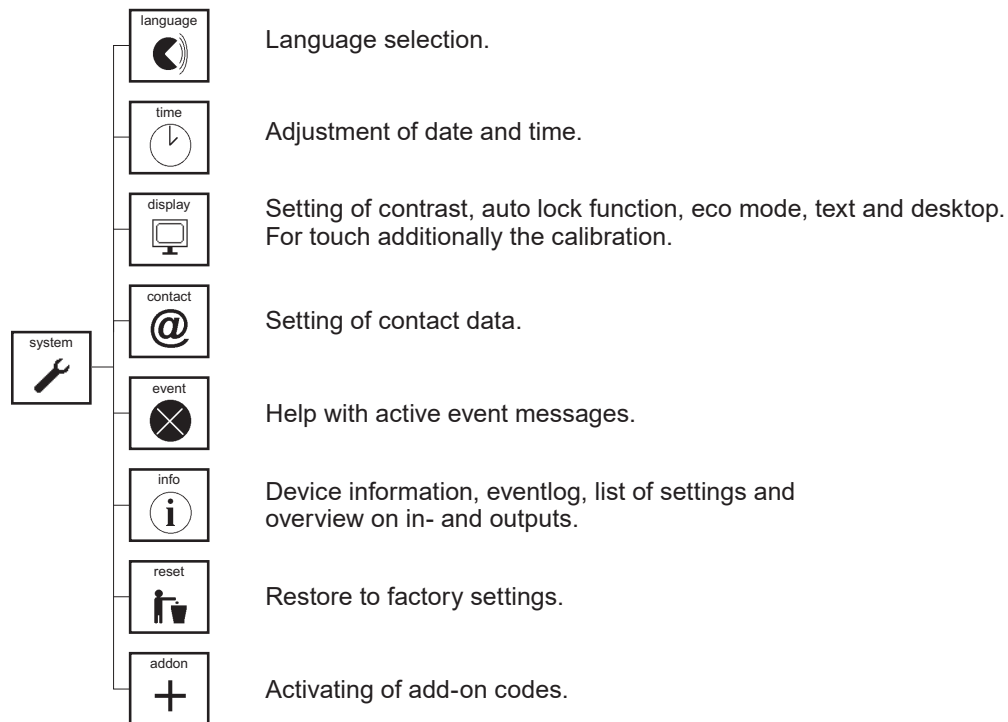 language
Language selection.
time
Adjustment of date and time.
display
Setting of contrast, auto lock function, eco mode, text and desktop.
For touch additionally the calibration.
contact
@
Setting of contact data.
system
event
Help with active event messages.
info
i
Device information, eventlog, list of settings and
overview on in- and outputs.
reset
Restore to factory settings.
addon
+
Activating of add-on codes.